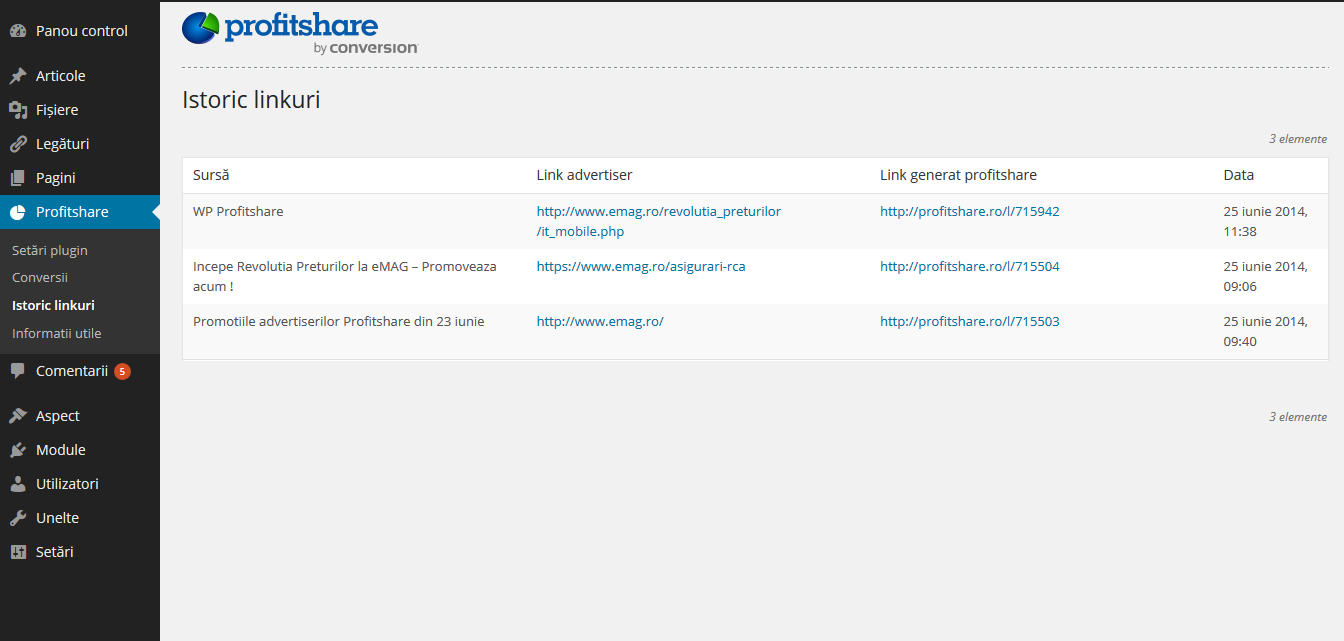 Panou control
Articole
Fișiere
Legături
Pagini
Profitshare
Setări plugin
Conversii
Istoric linkuri
Informatii utile
Comentarii 5
Aspect
Module
Utilizatori
Unelte
Setări
profitshare
by conversion
Istoric linkuri
3 elemente
Sursă Link advertiser Link generat profitshare Data
WP Profitshare http://www.emag.ro/revolutia_preturilor http://profitshare.ro/l/715942 25 iunie 2014,
/it_mobile.php 11:38
Incepe Revolutia Preturilor la eMAG – Promoveaza https://www.emag.ro/asigurari-rca http://profitshare.ro/l/715504 25 iunie 2014,
acum ! 09:06
Promotiile advertiserilor Profitshare din 23 iunie http://www.emag.ro/ http://profitshare.ro/l/715503 25 iunie 2014,
09:40
3 elemente